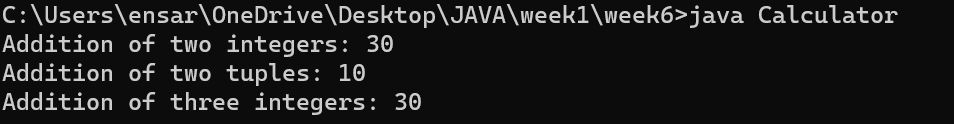 C:\Users\ensar\OneDrive\Desktop\JAVA\week1\week6>java Calculator
Addition of two integers: 30
Addition of two tuples: 10
Addition of three integers: 30